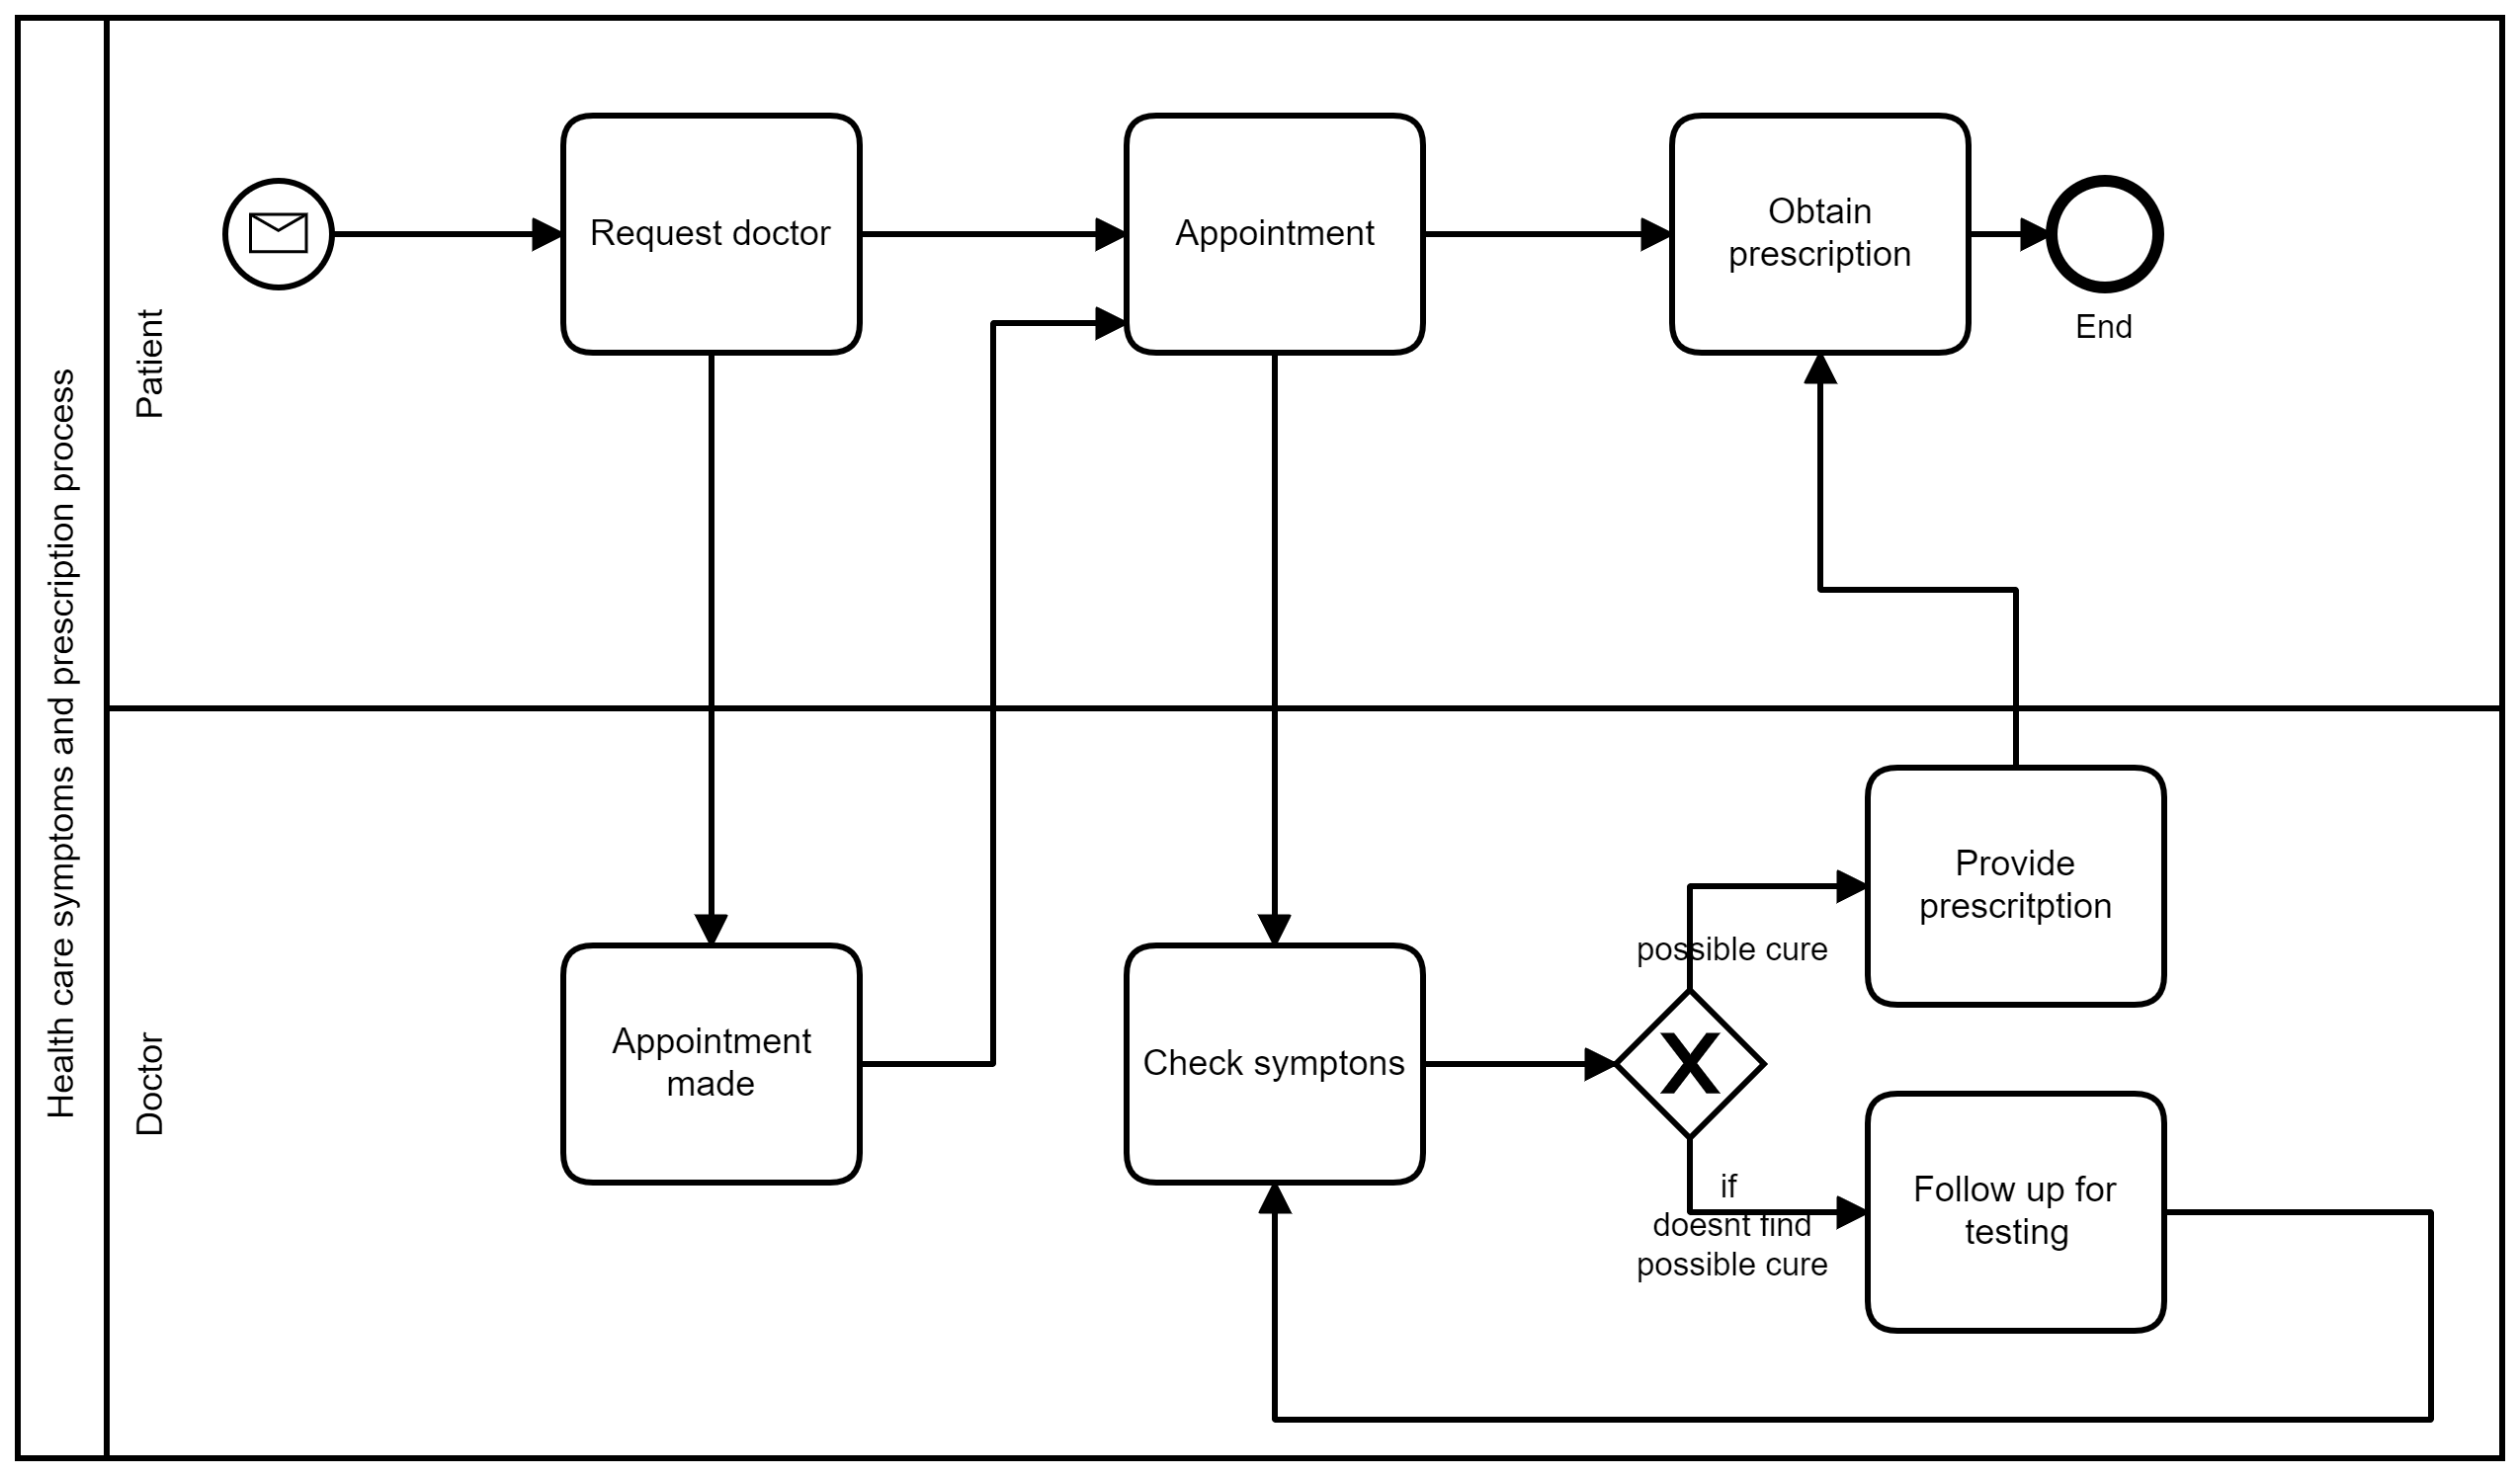 Health care symptoms and prescription process
Patient
Request doctor
Appointment
Obtain
prescription
End
Doctor
Appointment
made
Check symptons
possible cure
Provide
prescritption
if
doesnt find
possible cure
Follow up for
testing